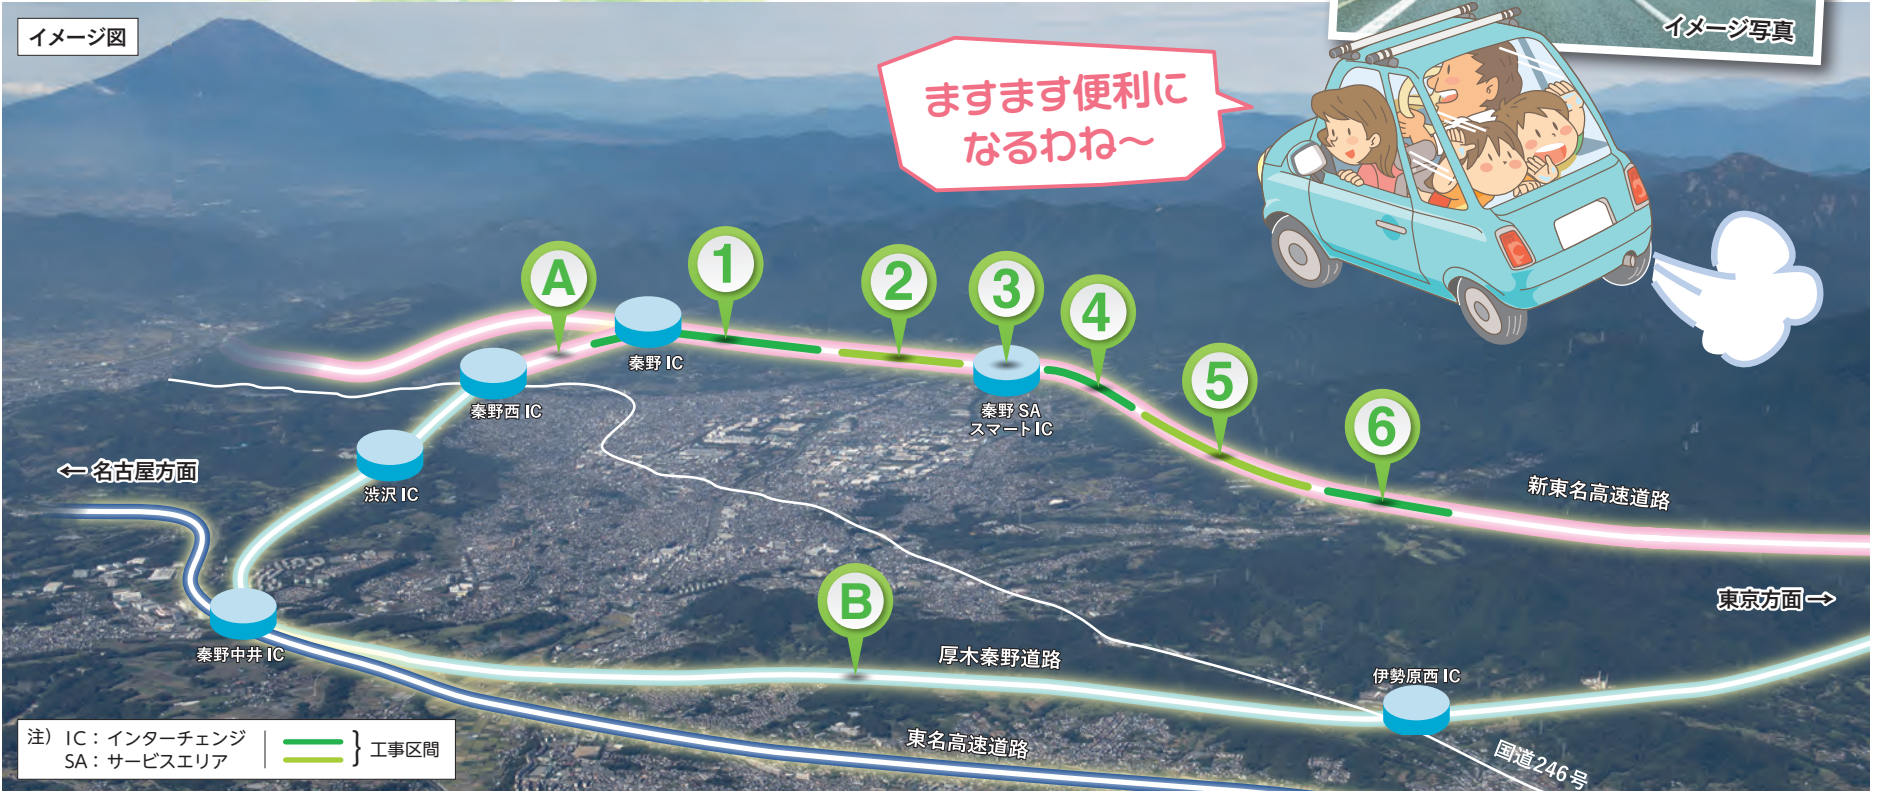 イメージ図
イメージ写真
ますます便利に
なるわね〜
A
1
2
3
4
5
6
秦野 IC
秦野西 IC
秦野 SA
スマート IC
渋沢 IC
← 名古屋方面
新東名高速道路
東京方面 →
B
秦野中井 IC
厚木秦野道路
伊勢原西 IC
東名高速道路
国道246号
注） IC：インターチェンジ
SA：サービスエリア
工事区間